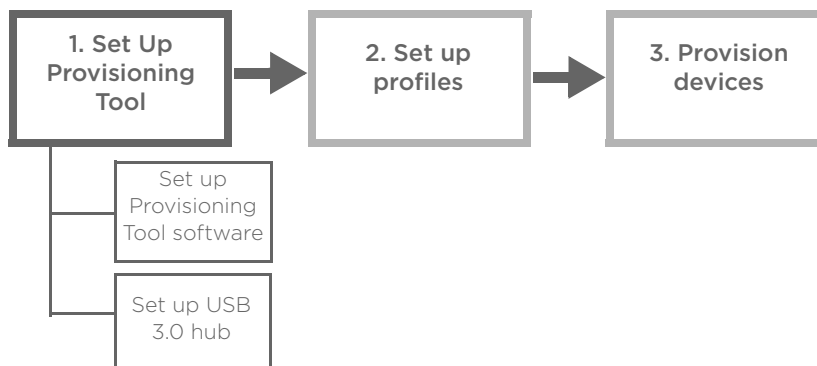 1. Set Up
Provisioning
Tool
2. Set up
profiles
3. Provision
devices
Set up
Provisioning
Tool software
Set up USB
3.0 hub